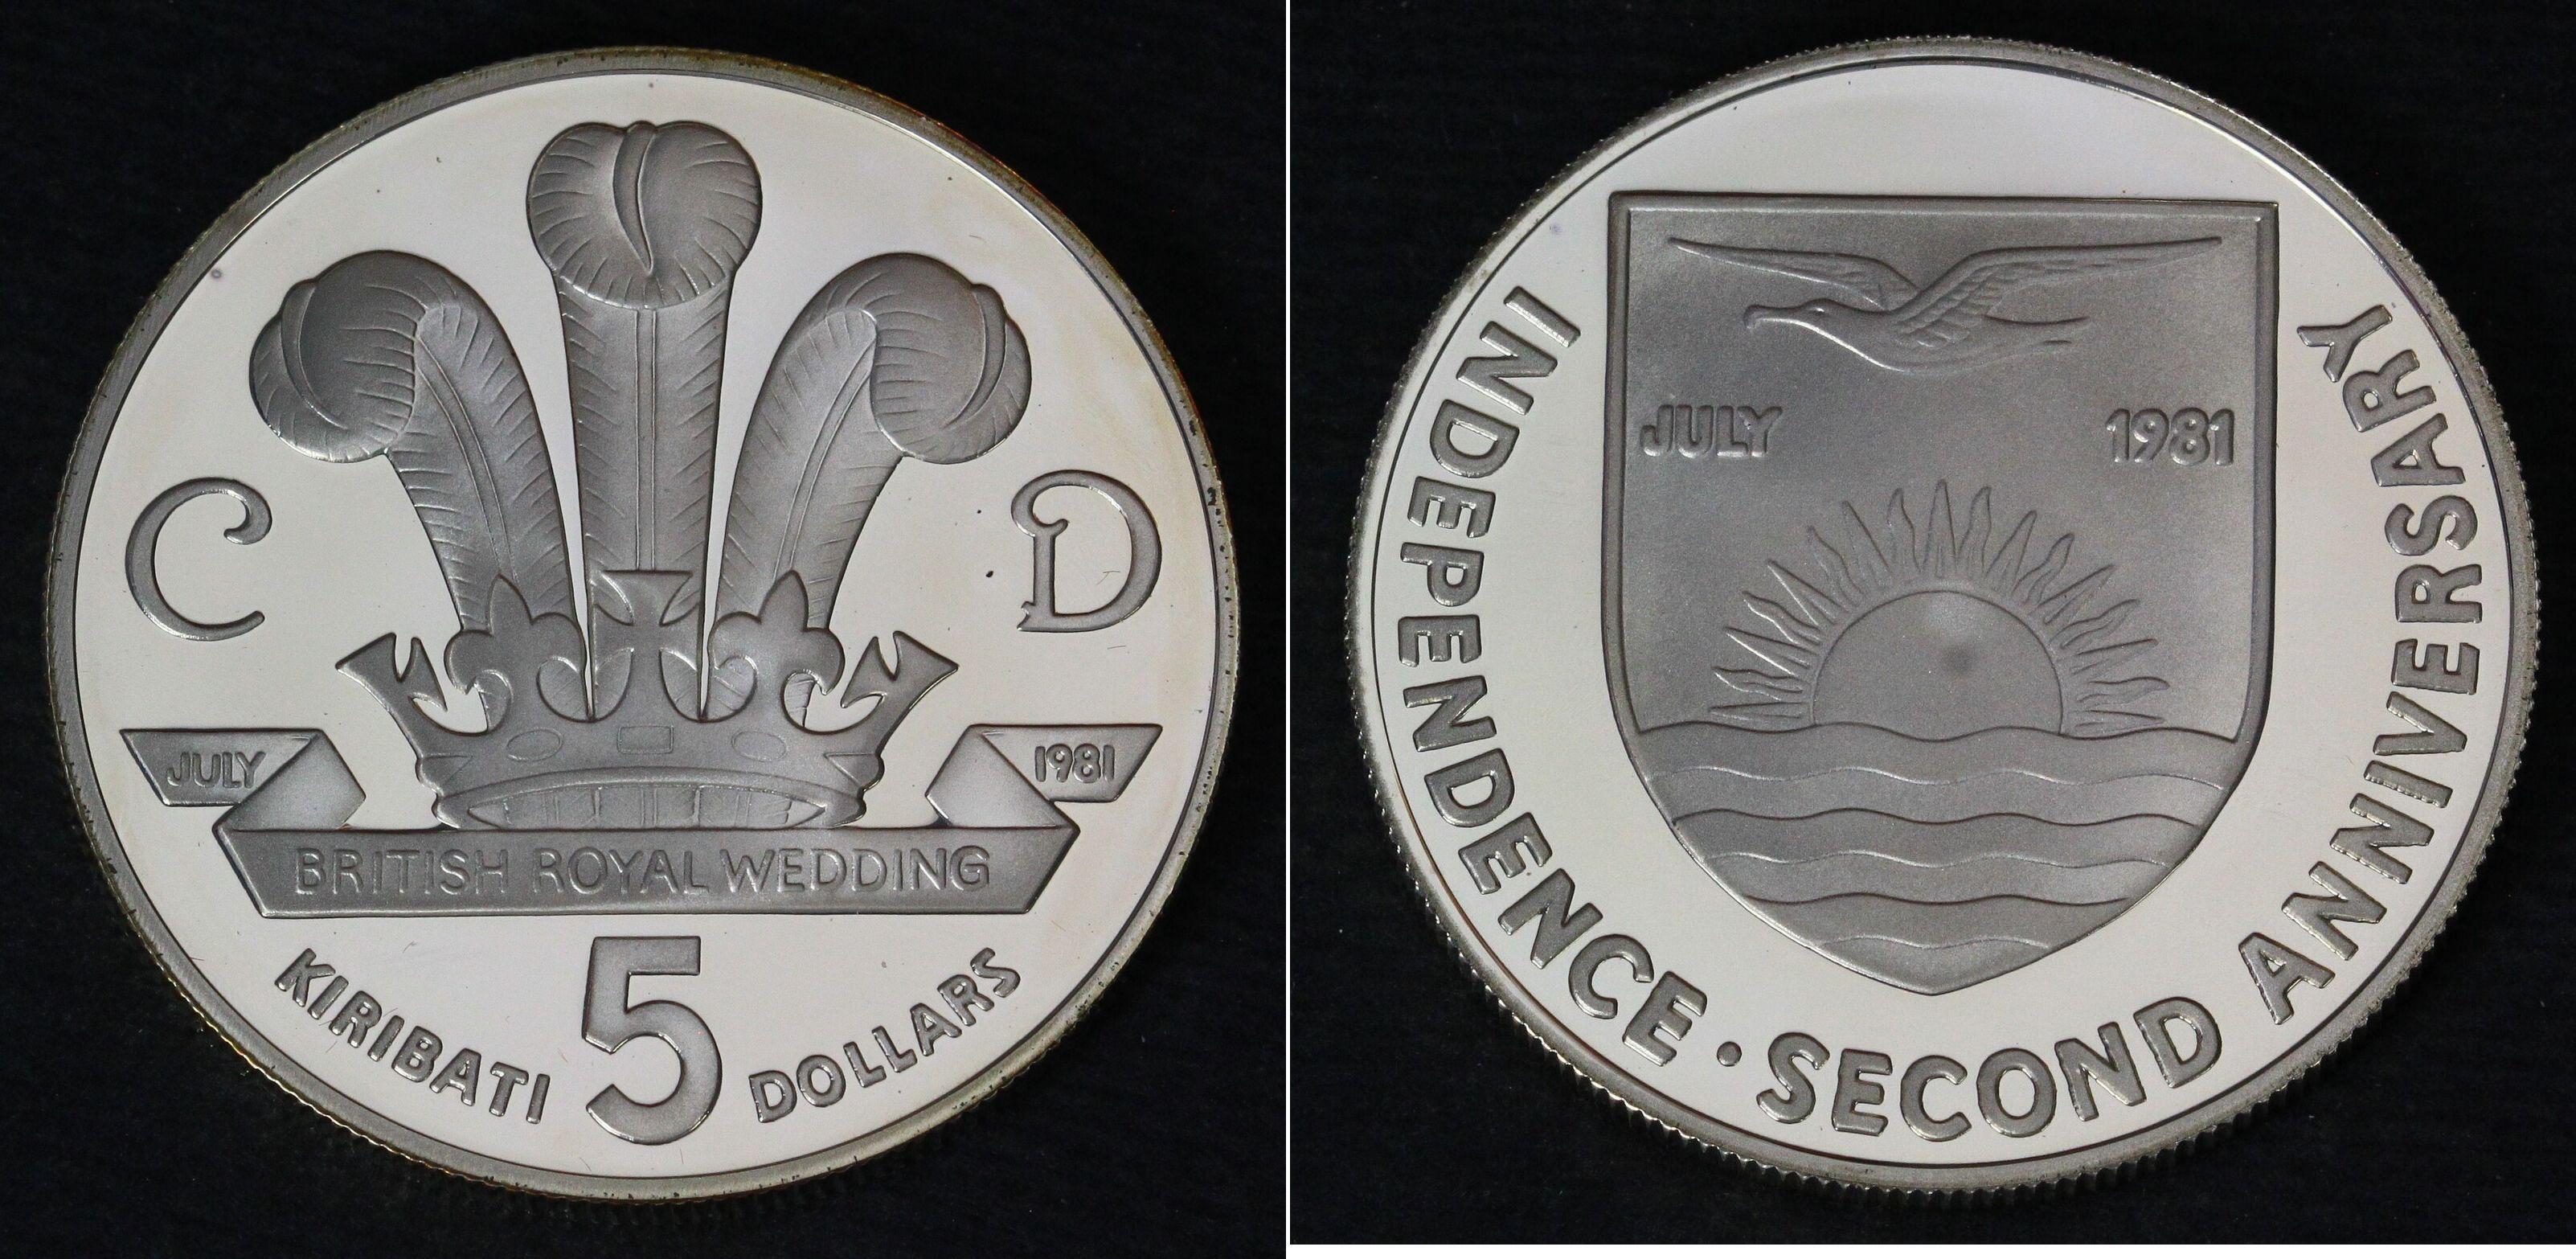 C D
JULY 1981
BRITISH ROYAL WEDDING
KIRIBATI 5 DOLLARS
JULY 1981
INDEPENDENCE · SECOND ANNIVERSARY